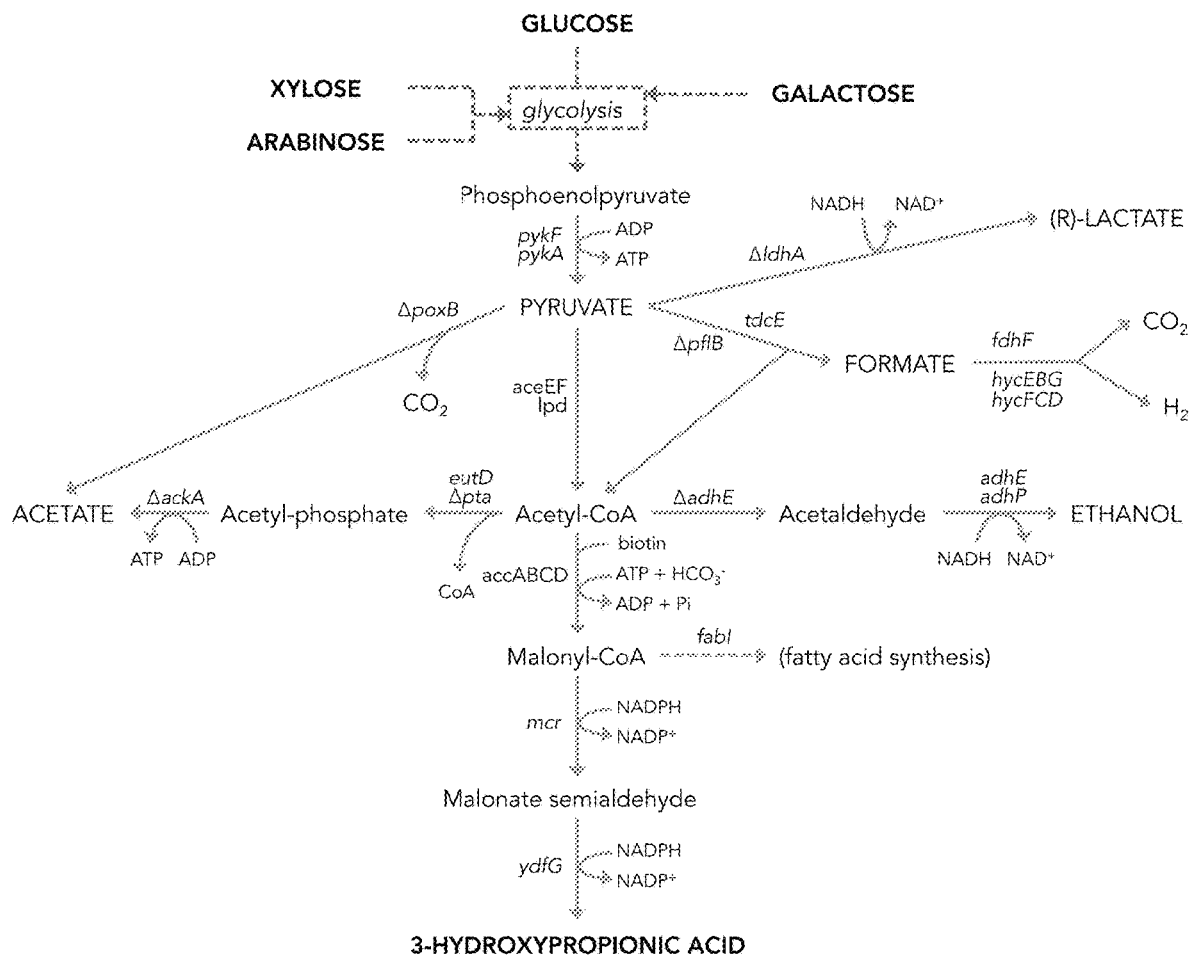 GLUCOSE
XYLOSE
glycolysis
GALACTOSE
ARABINOSE
Phosphoenolpyruvate
NADH
NAD⁺
(R)-LACTATE
pykF
pykA
ADP
ATP
ΔldhA
ΔpoxB
PYRUVATE
tdcE
ΔpflB
CO₂
fdhF
FORMATE
hycEBG
hycFCD
H₂
CO₂
aceEF
lpd
ACETATE
ΔackA
ATP
ADP
Acetyl-phosphate
eutD
Δpta
CoA
Acetyl-CoA
ΔadhE
Acetaldehyde
adhE
adhP
NADH
NAD⁺
ETHANOL
biotin
accABCD
ATP + HCO₃⁻
ADP + Pi
Malonyl-CoA
fabI
(fatty acid synthesis)
mcr
NADPH
NADP⁺
Malonate semialdehyde
ydfG
NADPH
NADP⁺
3-HYDROXYPROPIONIC ACID